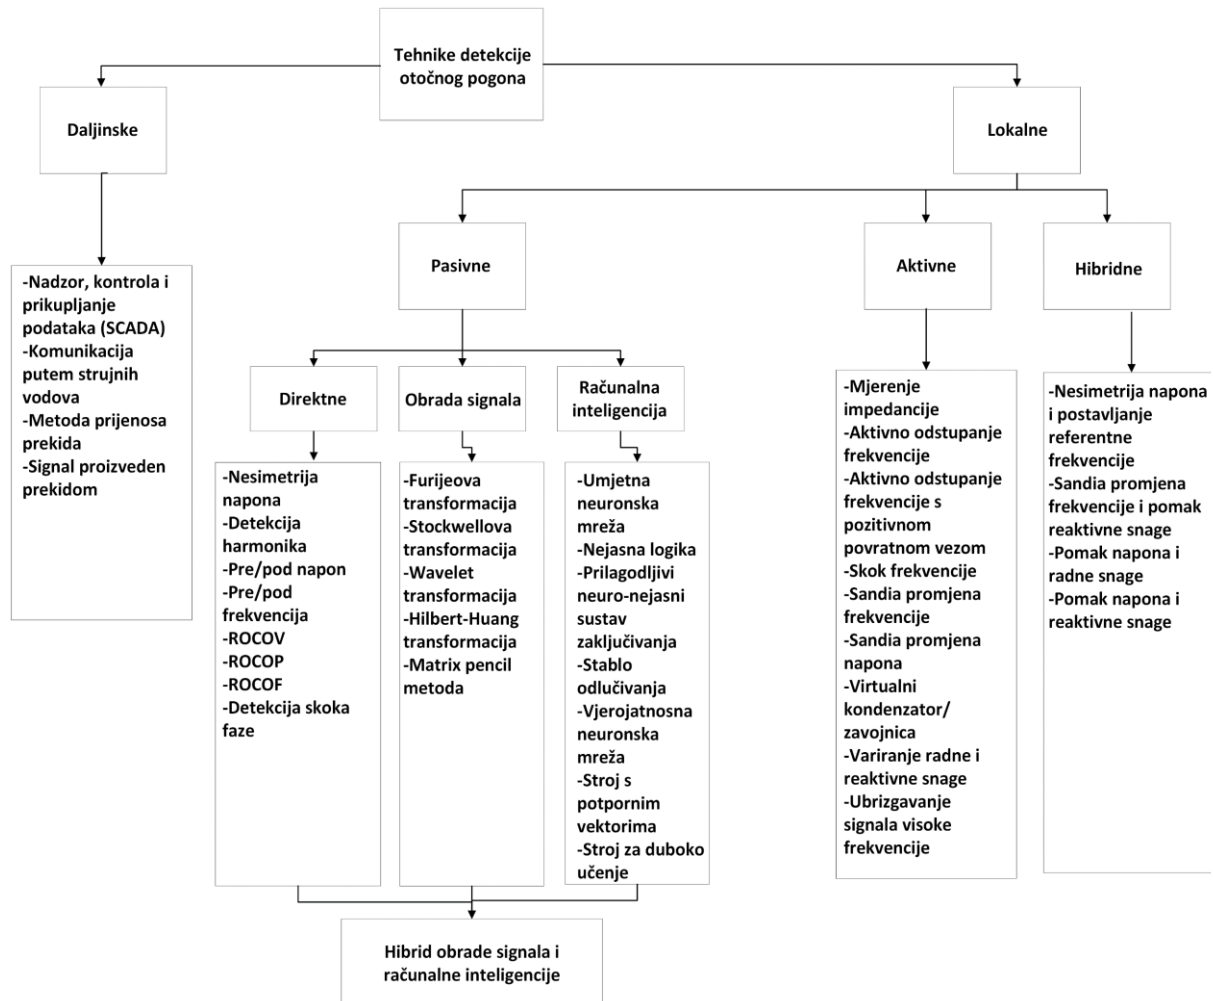 Tehnike detekcije
otočnog pogona
Daljinske
Lokalne
-Nadzor, kontrola i
prikupljanje
podataka (SCADA)
-Komunikacija
putem strujnih
vodova
-Metoda prijenosa
prekida
-Signal proizveden
prekidom
Pasivne
Aktivne
Hibridne
Direktne
Obrada signala
Računalna
inteligencija
-Nesimetrija
napona
-Detekcija
harmonika
-Pre/pod napon
-Pre/pod
frekvencija
-ROCOV
-ROCOP
-ROCOF
-Detekcija skoka
faze
-Furijeova
transformacija
-Stockwellova
transformacija
-Wavelet
transformacija
-Hilbert-Huang
transformacija
-Matrix pencil
metoda
-Umjetna
neuronska
mreža
-Nejasna logika
-Prilagodljivi
neuro-nejasni
sustav
zaključivanja
-Stablo
odlučivanja
-Vjerojatnosna
neuronska
mreža
-Stroj s
potpornim
vektorima
-Stroj za duboko
učenje
-Mjerenje
impedancije
-Aktivno odstupanje
frekvencije
-Aktivno odstupanje
frekvencije s
pozitivnom
povratnom vezom
-Skok frekvencije
-Sandia promjena
frekvencije
-Sandia promjena
napona
-Virtualni
kondenzator/
zavojnica
-Variranje radne i
reaktivne snage
-Ubrizgavanje
signala visoke
frekvencije
-Nesimetrija napona
i postavljanje
referentne
frekvencije
-Sandia promjena
frekvencije i pomak
reaktivne snage
-Pomak napona i
radne snage
-Pomak napona i
reaktivne snage
Hibrid obrade signala i
računalne inteligencije